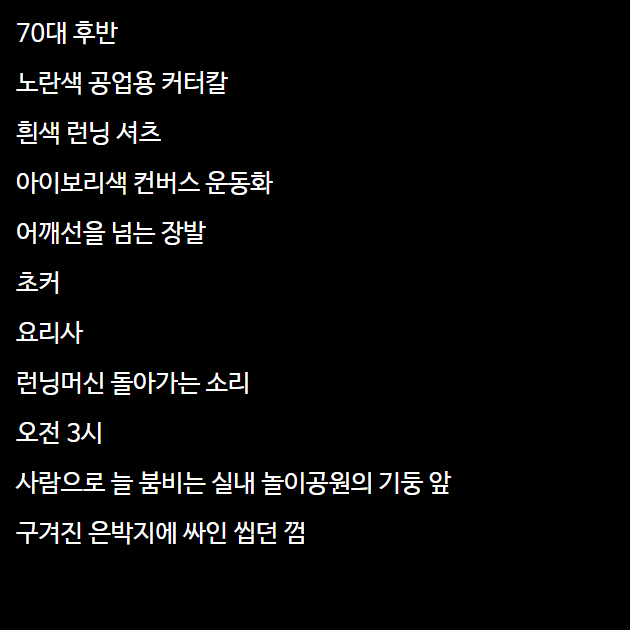 70대 후반
노란색 공업용 커터칼
흰색 런닝 셔츠
아이보리색 컨버스 운동화
어깨선을 넘는 장발
초커
요리사
런닝머신 돌아가는 소리
오전 3시
사람으로 늘 붐비는 실내 놀이공원의 기둥 앞
구겨진 은박지에 싸인 씹던 껌